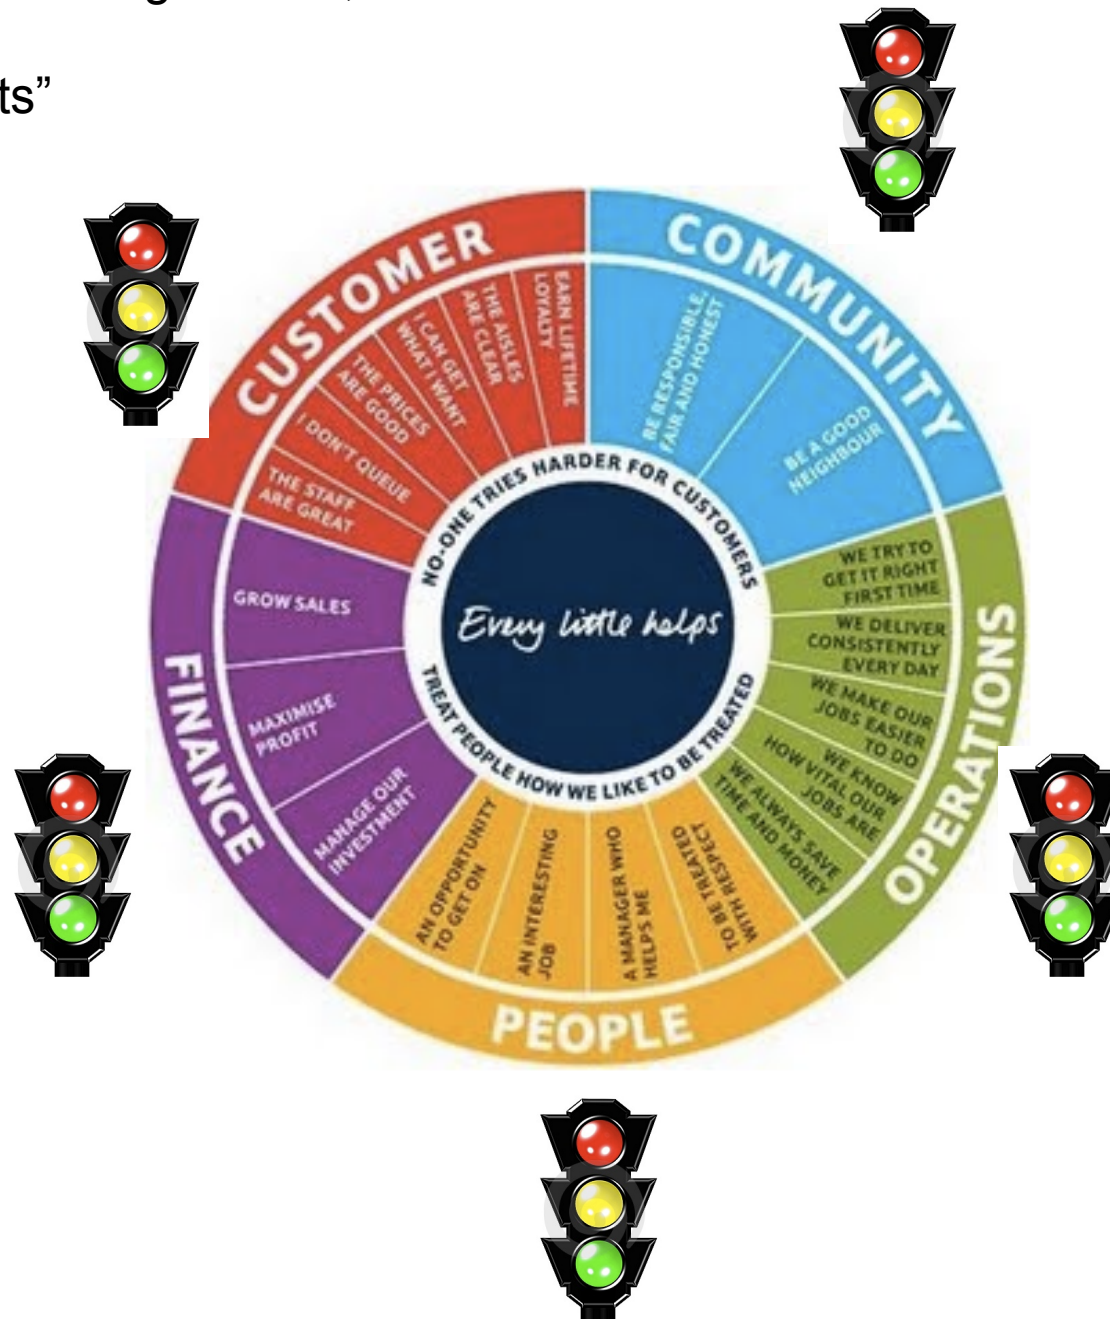 ts”
CUSTOMER
EARN LIFETIME
LOYALTY
THE AISLES
ARE CLEAR
I CAN GET
WHAT I WANT
THE PRICES
ARE GOOD
I DON'T QUEUE
THE STAFF
ARE GREAT
COMMUNITY
BE RESPONSIBLE,
FAIR AND HONEST
BE A GOOD
NEIGHBOUR
OPERATIONS
WE TRY TO
GET IT RIGHT
FIRST TIME
WE DELIVER
CONSISTENTLY
EVERY DAY
WE MAKE OUR
JOBS EASIER
TO DO
WE KNOW
HOW VITAL OUR
JOBS ARE
WE ALWAYS SAVE
TIME AND MONEY
PEOPLE
TO BE TREATED
WITH RESPECT
A MANAGER WHO
HELPS ME
AN INTERESTING
JOB
AN OPPORTUNITY
TO GET ON
FINANCE
MANAGE OUR
INVESTMENT
MAXIMISE
PROFIT
GROW SALES
NO-ONE TRIES HARDER FOR CUSTOMERS
Every little helps
TREAT PEOPLE HOW WE LIKE TO BE TREATED